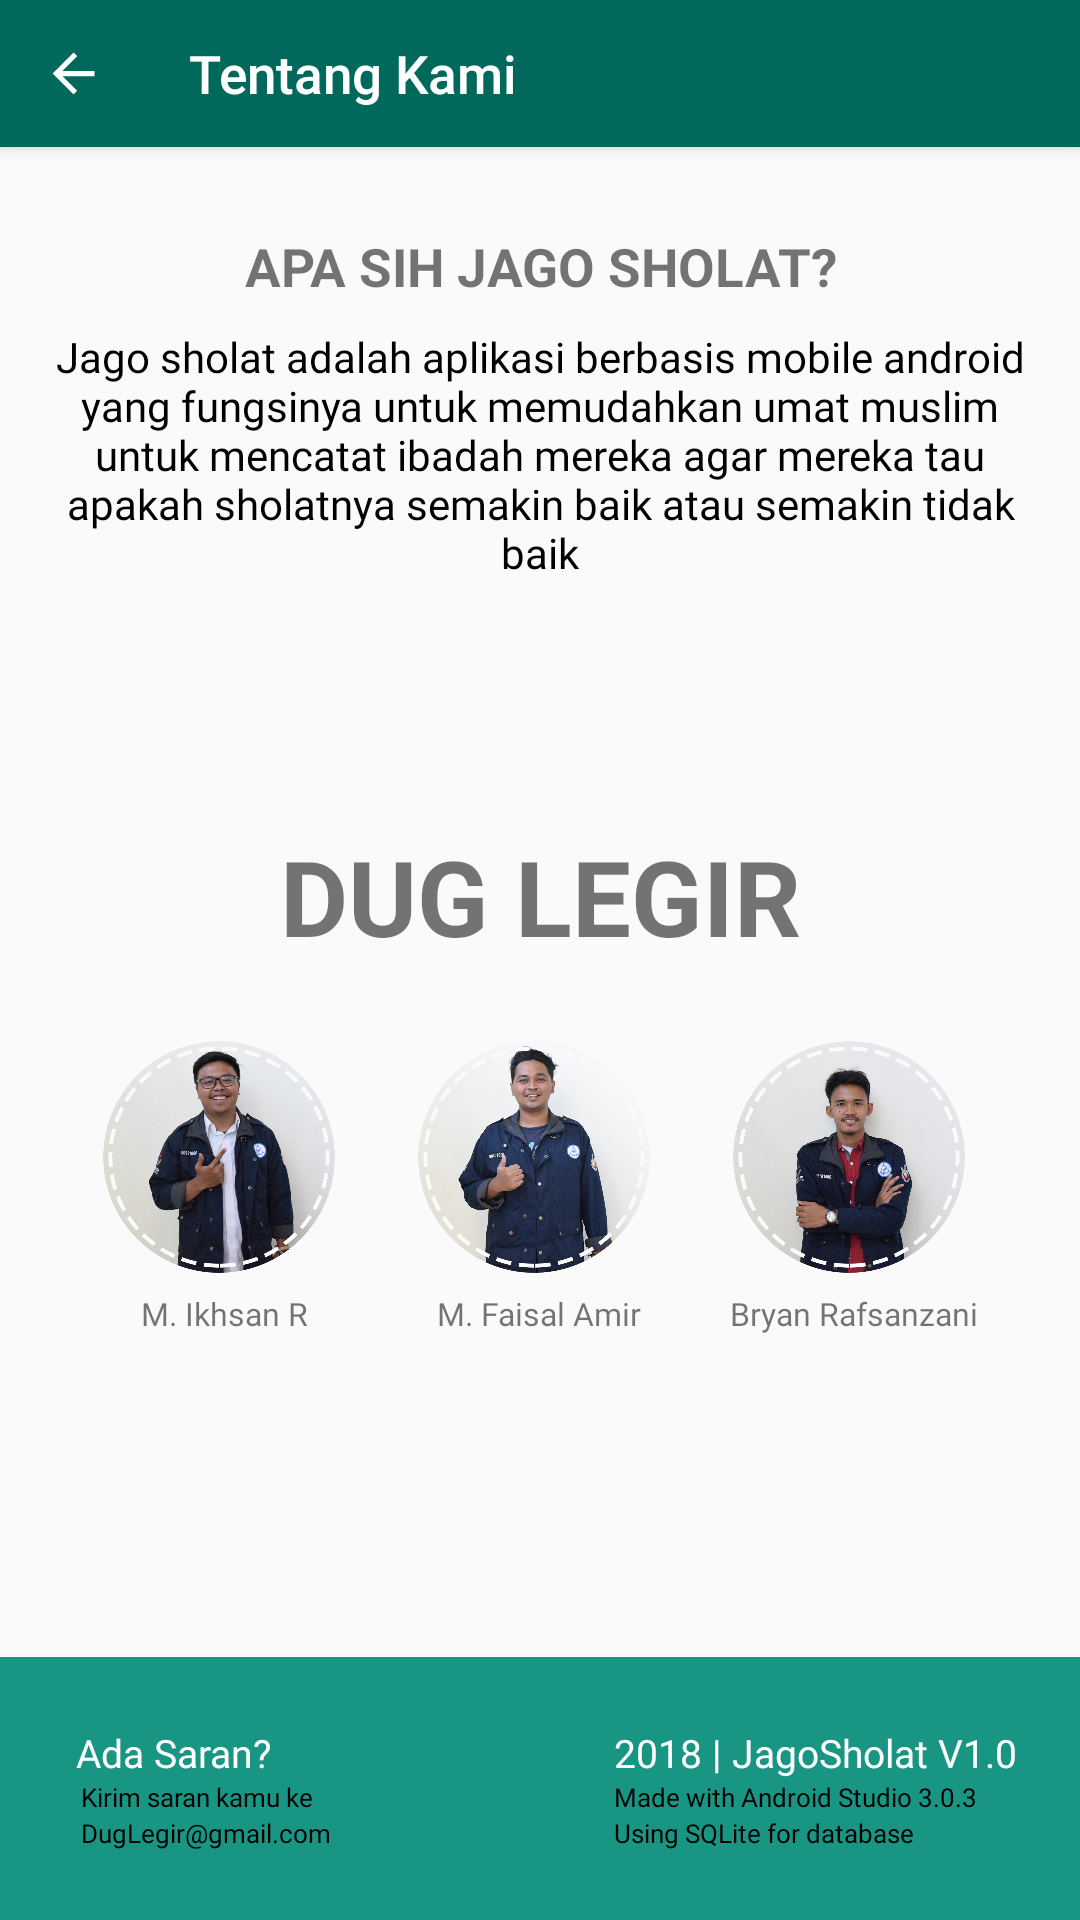 Tentang Kami
APA SIH JAGO SHOLAT?
Jago sholat adalah aplikasi berbasis mobile android
yang fungsinya untuk memudahkan umat muslim
untuk mencatat ibadah mereka agar mereka tau
apakah sholatnya semakin baik atau semakin tidak
baik
DUG LEGIR
M. Ikhsan R
M. Faisal Amir
Bryan Rafsanzani
Ada Saran?
Kirim saran kamu ke
DugLegir@gmail.com
2018 | JagoSholat V1.0
Made with Android Studio 3.0.3
Using SQLite for database